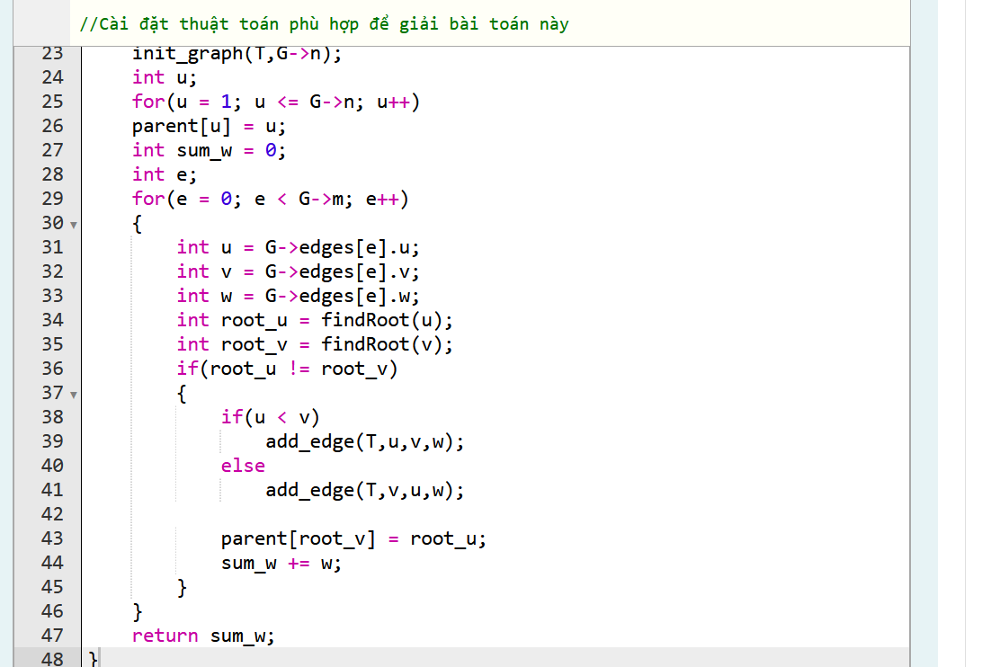 //Cài đặt thuật toán phù hợp để giải bài toán này
23 init_graph(T,G->n);
24 int u;
25 for(u = 1; u <= G->n; u++)
26 parent[u] = u;
27 int sum_w = 0;
28 int e;
29 for(e = 0; e < G->m; e++)
30 {
31 int u = G->edges[e].u;
32 int v = G->edges[e].v;
33 int w = G->edges[e].w;
34 int root_u = findRoot(u);
35 int root_v = findRoot(v);
36 if(root_u != root_v)
37 {
38 if(u < v)
39 add_edge(T,u,v,w);
40 else
41 add_edge(T,v,u,w);
42
43 parent[root_v] = root_u;
44 sum_w += w;
45 }
46 }
47 return sum_w;
48 }